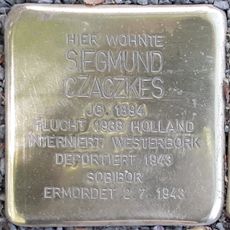 HIER WOHNTE
SIEGMUND
CZACZKES
JG. 1894
FLUCHT 1938 HOLLAND
INTERNIERT WESTERBORK
DEPORTIERT 1943
SOBIBOR
ERMORDET 2.7.1943